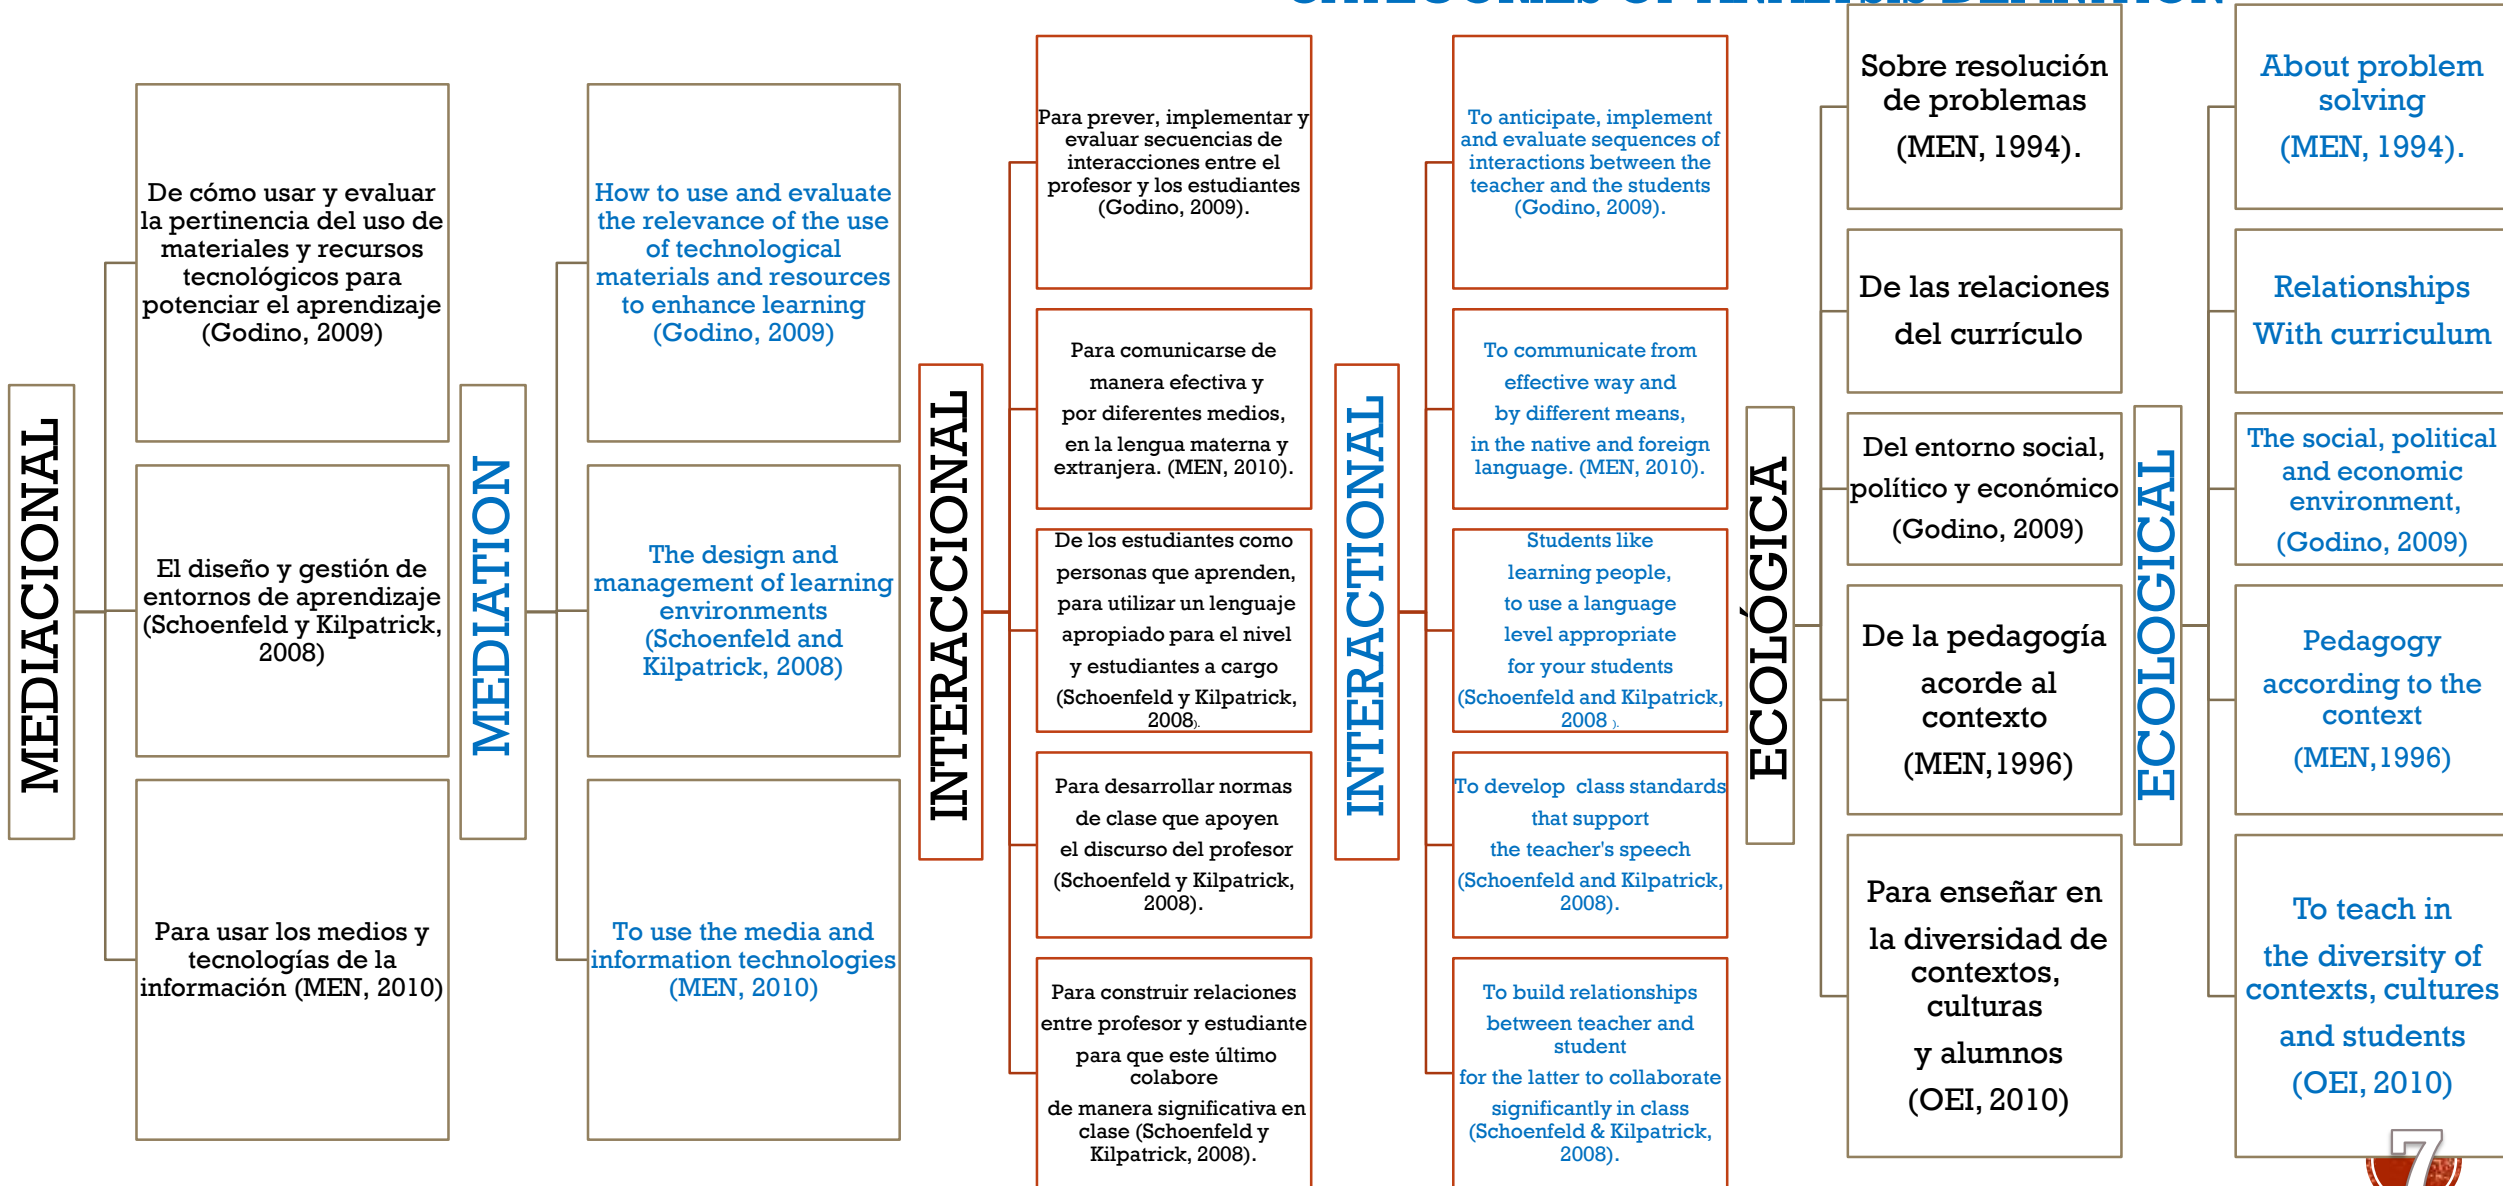 CATEGORIES OF ANALYSIS DEFINITION
MEDIACIONAL
De cómo usar y evaluar
la pertinencia del uso de
materiales y recursos
tecnológicos para
potenciar el aprendizaje
(Godino, 2009)
El diseño y gestión de
entornos de aprendizaje
(Schoenfeld y Kilpatrick,
2008)
Para usar los medios y
tecnologías de la
información (MEN, 2010)
MEDIATION
How to use and evaluate
the relevance of the use
of technological
materials and resources
to enhance learning
(Godino, 2009)
The design and
management of learning
environments
(Schoenfeld and
Kilpatrick, 2008)
To use the media and
information technologies
(MEN, 2010)
INTERACCIONAL
Para prever, implementar y
evaluar secuencias de
interacciones entre el
profesor y los estudiantes
(Godino, 2009).
Para comunicarse de
manera efectiva y
por diferentes medios,
en la lengua materna y
extranjera. (MEN, 2010).
De los estudiantes como
personas que aprenden,
para utilizar un lenguaje
apropiado para el nivel
y estudiantes a cargo
(Schoenfeld y Kilpatrick,
2008).
Para desarrollar normas
de clase que apoyen
el discurso del profesor
(Schoenfeld y Kilpatrick,
2008).
Para construir relaciones
entre profesor y estudiante
para que este último
colabore
de manera significativa en
clase (Schoenfeld y
Kilpatrick, 2008).
INTERACTIONAL
To anticipate, implement
and evaluate sequences of
interactions between the
teacher and the students
(Godino, 2009).
To communicate from
effective way and
by different means,
in the native and foreign
language. (MEN, 2010).
Students like
learning people,
to use a language
level appropriate
for your students
(Schoenfeld and Kilpatrick,
2008 ).
To develop  class standards
that support
the teacher's speech
(Schoenfeld and Kilpatrick,
2008).
To build relationships
between teacher and
student
for the latter to collaborate
significantly in class
(Schoenfeld & Kilpatrick,
2008).
ECOLÓGICA
Sobre resolución
de problemas
(MEN, 1994).
De las relaciones
del currículo
Del entorno social,
político y económico
(Godino, 2009)
De la pedagogía
acorde al
contexto
(MEN,1996)
Para enseñar en
la diversidad de
contextos,
culturas
y alumnos
(OEI, 2010)
ECOLOGICAL
About problem
solving
(MEN, 1994).
Relationships
With curriculum
The social, political
and economic
environment,
(Godino, 2009)
Pedagogy
according to the
context
(MEN,1996)
To teach in
the diversity of
contexts, cultures
and students
(OEI, 2010)
7